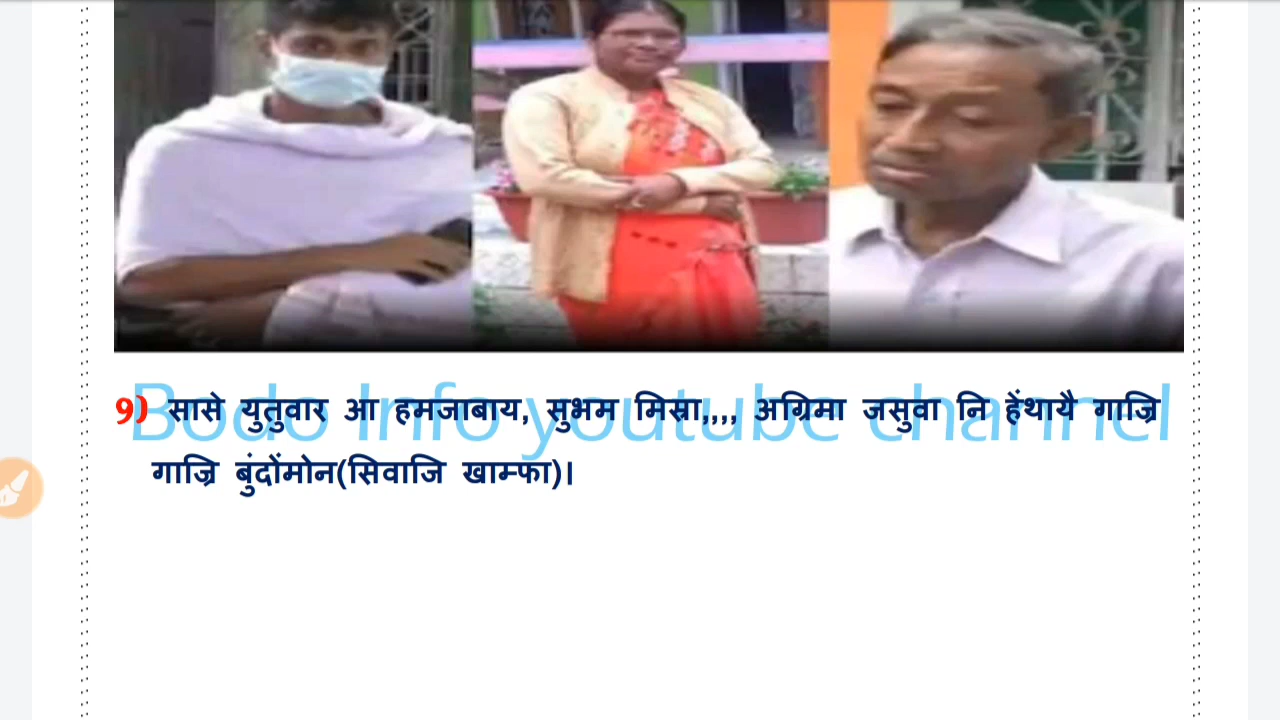 Bodo Info youtube channel
9) सासे युतुवार आ हमजाबाय, सुभम मिस्रा,,,, अग्रिमा जसुवा नि हेंथायै गाज्रि
गाज्रि बुंदोंमोन(सिवाजि खाम्फा)।